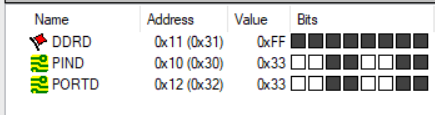 Name Address Value Bits
DDRD 0x11 (0x31) 0xFF
PIND 0x10 (0x30) 0x33
PORTD 0x12 (0x32) 0x33